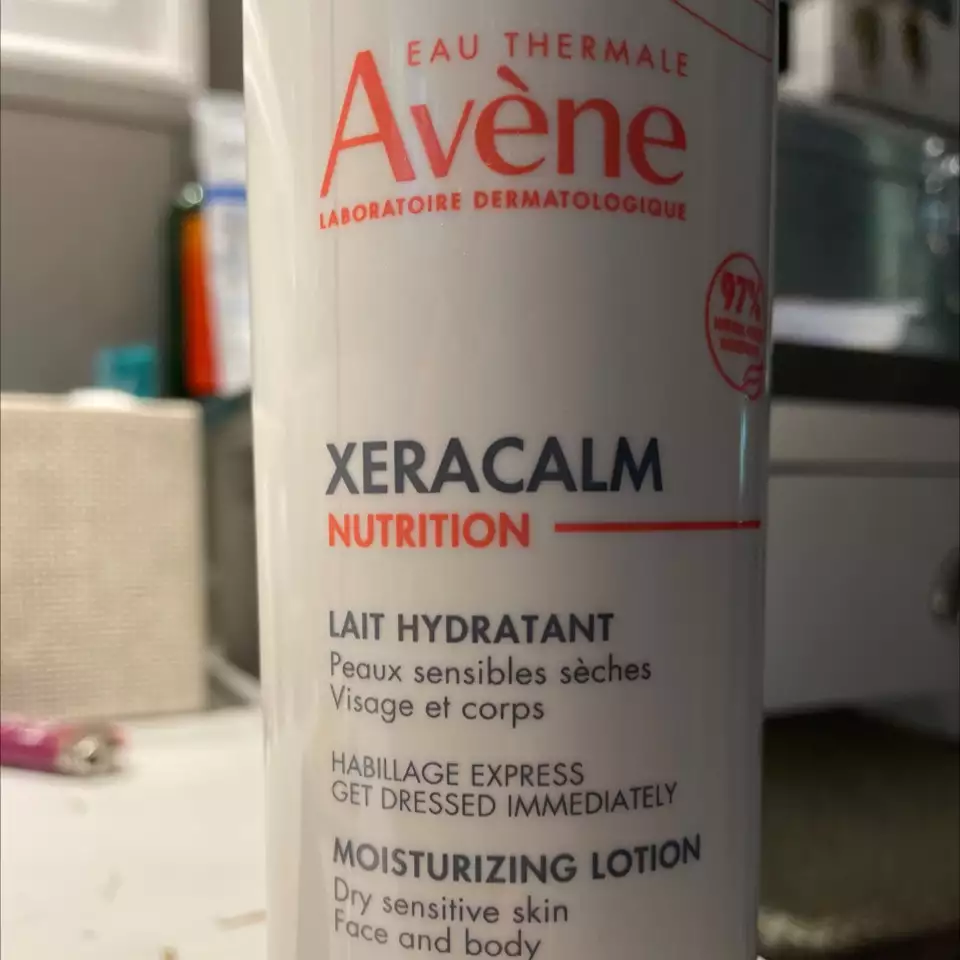 EAU THERMALE
Avène
LABORATOIRE DERMATOLOGIQUE
97%
XERACALM
NUTRITION
LAIT HYDRATANT
Peaux sensibles sèches
Visage et corps
HABILLAGE EXPRESS
GET DRESSED IMMEDIATELY
MOISTURIZING LOTION
Dry sensitive skin
Face and body